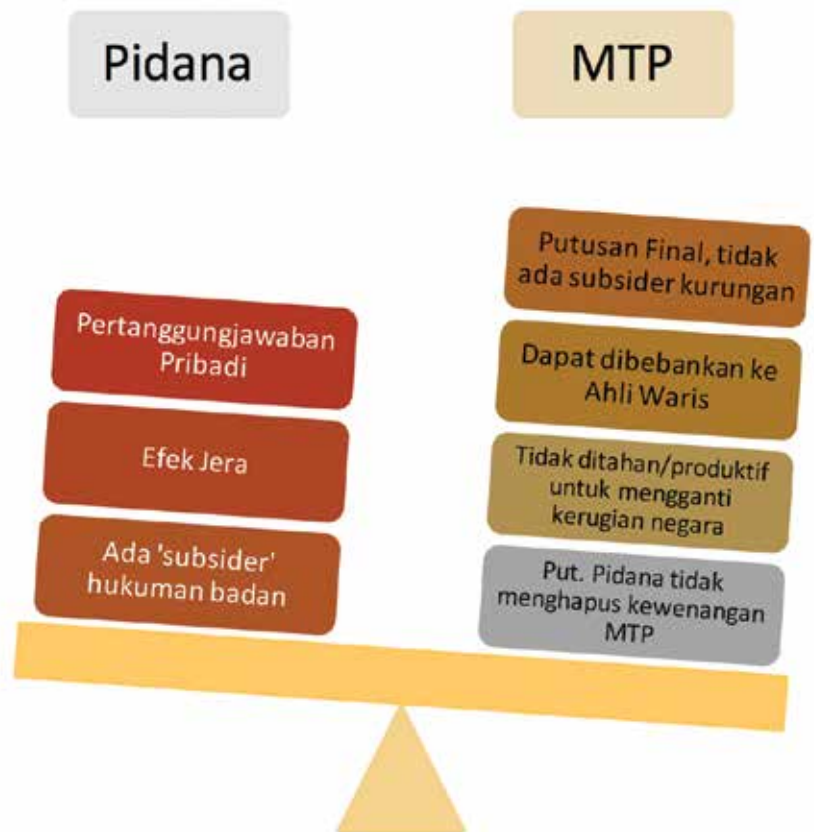 Pidana
MTP
Pertanggungjawaban
Pribadi
Efek Jera
Ada 'subsider'
hukuman badan
Putusan Final, tidak
ada subsider kurungan
Dapat dibebankan ke
Ahli Waris
Tidak ditahan/produktif
untuk mengganti
kerugian negara
Put. Pidana tidak
menghapus kewenangan
MTP